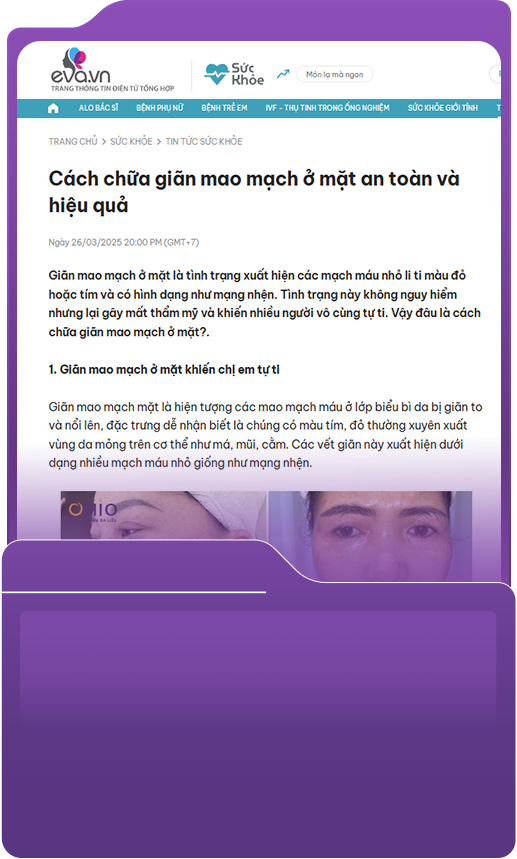 eva.vn
TRANG THÔNG TIN ĐIỆN TỬ TỔNG HỢP
Sức
Khỏe
Món lạ mà ngon
ALO BÁC SĨ BỆNH PHỤ NỮ BỆNH TRẺ EM IVF - THỤ TINH TRONG ỐNG NGHIỆM SỨC KHỎE GIỚI TÍNH
TRANG CHỦ > SỨC KHỎE > TIN TỨC SỨC KHỎE
Cách chữa giãn mao mạch ở mặt an toàn và
hiệu quả
Ngày 26/03/2025 20:00 PM (GMT+7)
Giãn mao mạch ở mặt là tình trạng xuất hiện các mạch máu nhỏ li ti màu đỏ
hoặc tím và có hình dạng như mạng nhện. Tình trạng này không nguy hiểm
nhưng lại gây mất thẩm mỹ và khiến nhiều người vô cùng tự ti. Vậy đâu là cách
chữa giãn mao mạch ở mặt?.
1. Giãn mao mạch ở mặt khiến chị em tự ti
Giãn mao mạch mặt là hiện tượng các mao mạch máu ở lớp biểu bì da bị giãn to
và nổi lên, đặc trưng dễ nhận biết là chúng có màu tím, đỏ thường xuyên xuất
vùng da mỏng trên cơ thể như má, mũi, cằm. Các vết giãn này xuất hiện dưới
dạng nhiều mạch máu nhỏ giống như mạng nhện.